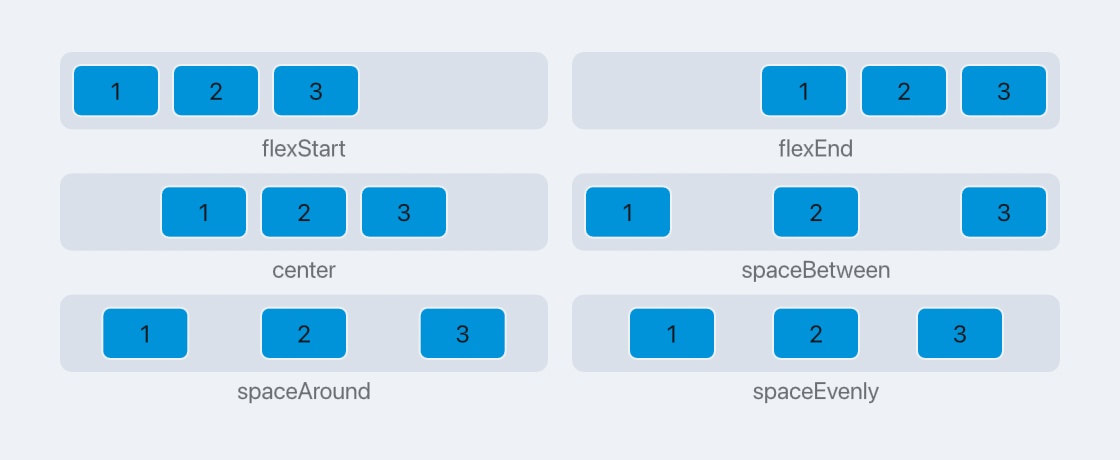 1 2 3
flexStart
1 2 3
flexEnd
1 2 3
center
1 2 3
spaceBetween
1 2 3
spaceAround
1 2 3
spaceEvenly